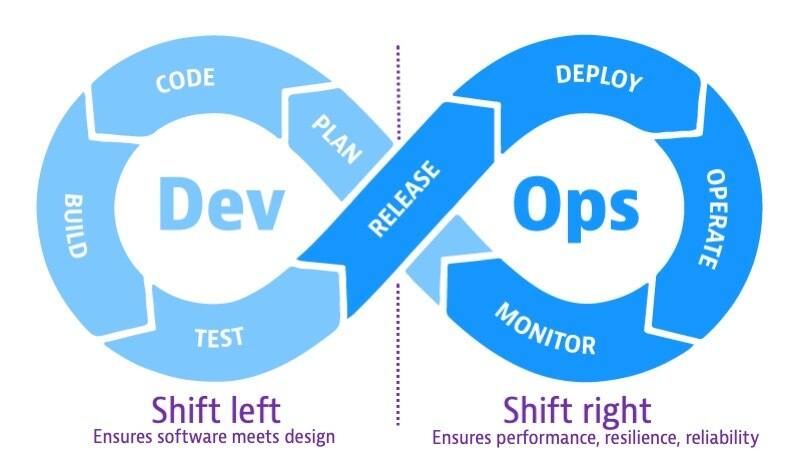 CODE
PLAN
BUILD
Dev
TEST
RELEASE
DEPLOY
OPERATE
Ops
MONITOR
Shift left
Ensures software meets design
Shift right
Ensures performance, resilience, reliability